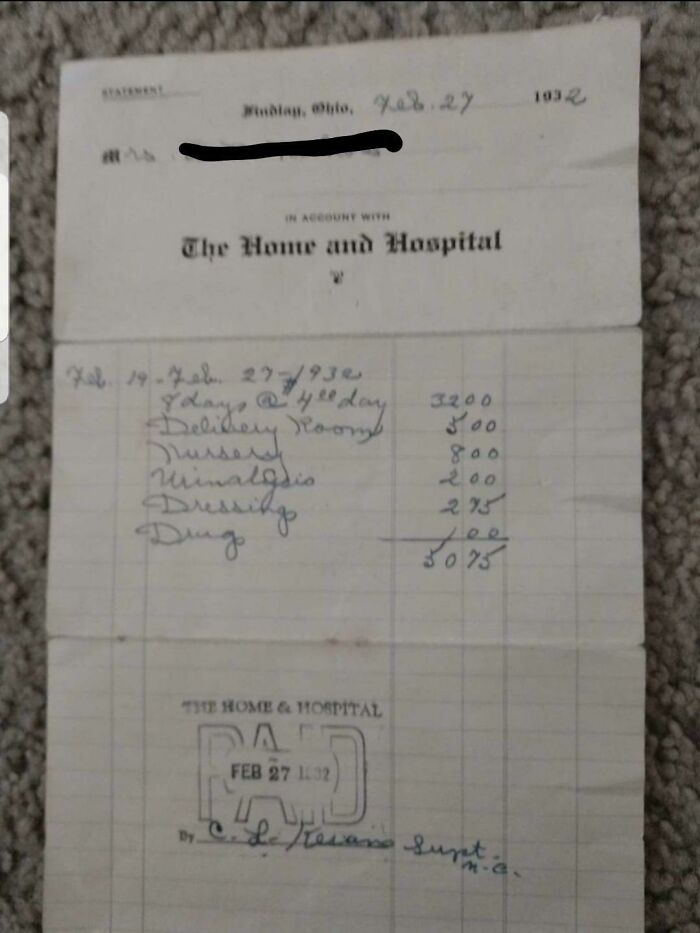 STATEMENT
Findlay, Ohio, Feb. 27 1932
Mrs.
IN ACCOUNT WITH
The Home and Hospital
Feb. 19 - Feb. 27 - 1932
8 days @ $4 00 day 32 00
Delivery Room 5 00
Nursery 8 00
Urinalysis 2 00
Dressings 2 75
Drug 1 00
50 75
THE HOME & HOSPITAL
PAID
FEB 27 1932
By C. L. Supt.